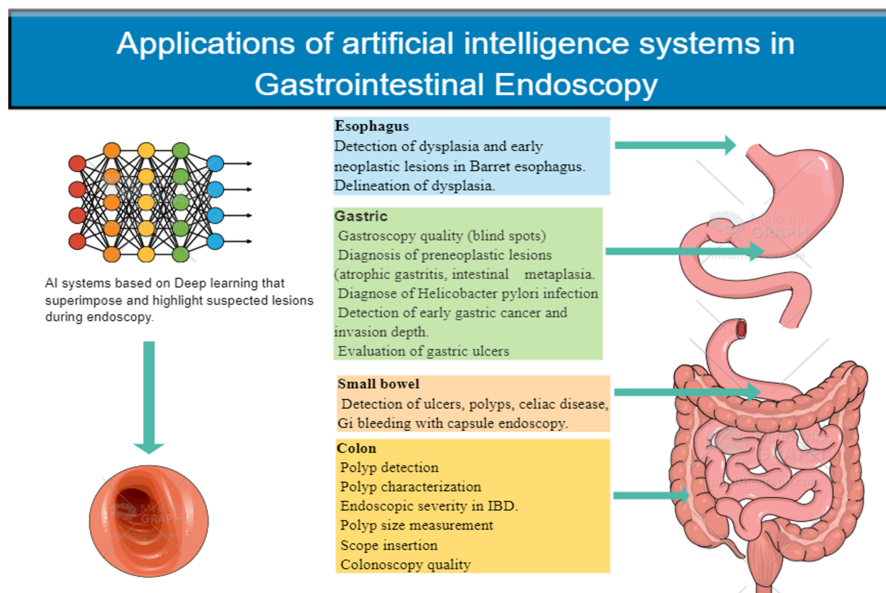 Applications of artificial intelligence systems in
Gastrointestinal Endoscopy
AI systems based on Deep learning that
superimpose and highlight suspected lesions
during endoscopy.
Esophagus
Detection of dysplasia and early
neoplastic lesions in Barret esophagus.
Delineation of dysplasia.
Gastric
Gastroscopy quality (blind spots)
Diagnosis of preneoplastic lesions
(atrophic gastritis, intestinal metaplasia.
Diagnose of Helicobacter pylori infection
Detection of early gastric cancer and
invasion depth.
Evaluation of gastric ulcers
Small bowel
Detection of ulcers, polyps, celiac disease,
Gi bleeding with capsule endoscopy.
Colon
Polyp detection
Polyp characterization
Endoscopic severity in IBD.
Polyp size measurement
Scope insertion
Colonoscopy quality
Mind the
GRAPH